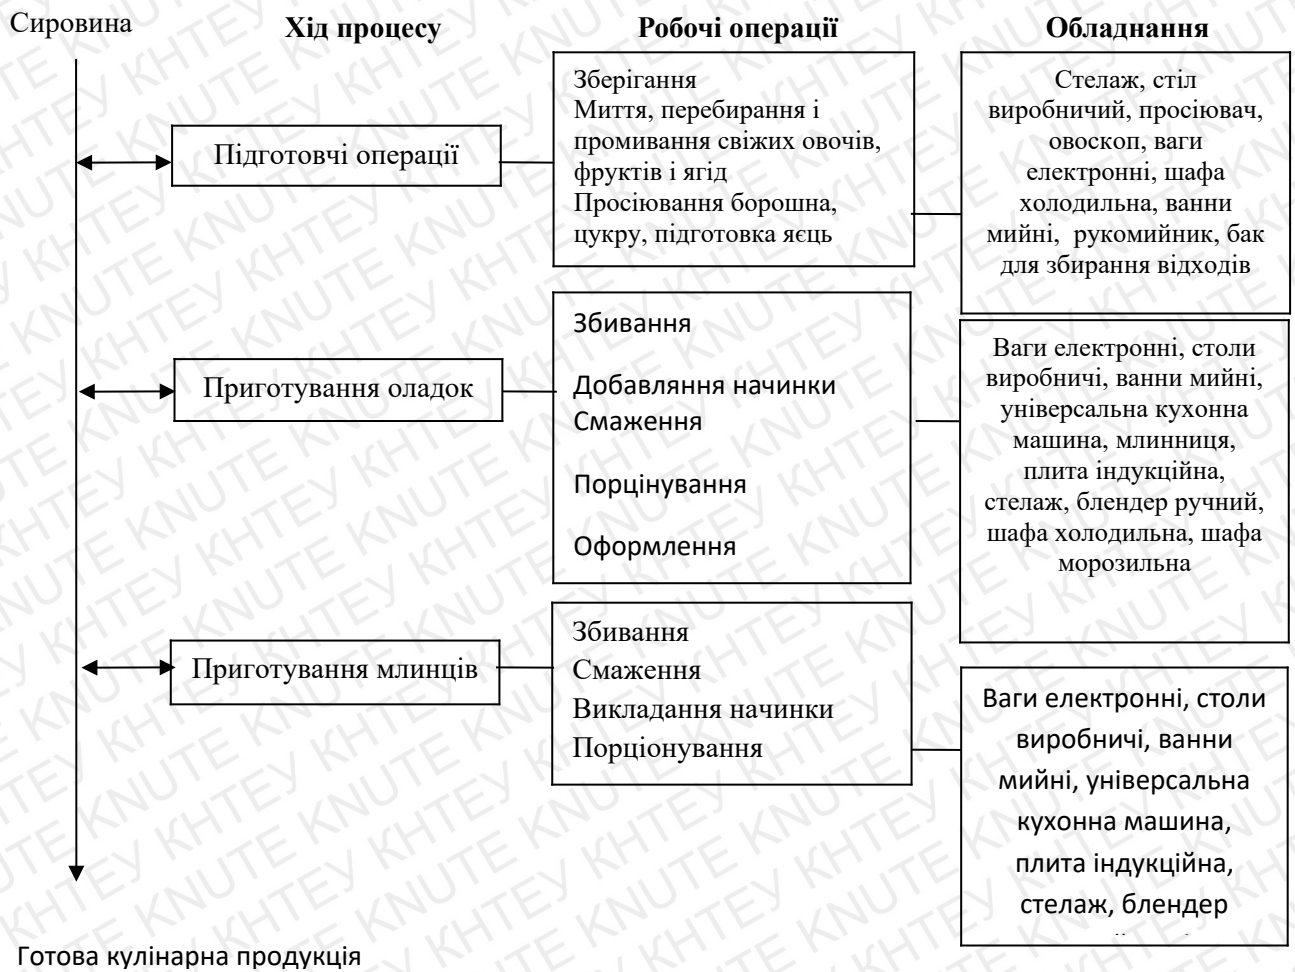 Сировина
Хід процесу
Робочі операції
Обладнання
Підготовчі операції
Зберігання
Миття, перебирання і
промивання свіжих овочів,
фруктів і ягід
Просіювання борошна,
цукру, підготовка яєць
Стелаж, стіл
виробничий, просіювач,
овоскоп, ваги
електронні, шафа
холодильна, ванни
мийні, рукомийник, бак
для збирання відходів
Приготування оладок
Збивання
Добавляння начинки
Смаження
Порцінування
Оформлення
Ваги електронні, столи
виробничі, ванни мийні,
універсальна кухонна
машина, млинниця,
плита індукційна,
стелаж, блендер ручний,
шафа холодильна, шафа
морозильна
Приготування млинців
Збивання
Смаження
Викладання начинки
Порціонування
Ваги електронні, столи
виробничі, ванни
мийні, універсальна
кухонна машина,
плита індукційна,
стелаж, блендер
Готова кулінарна продукція